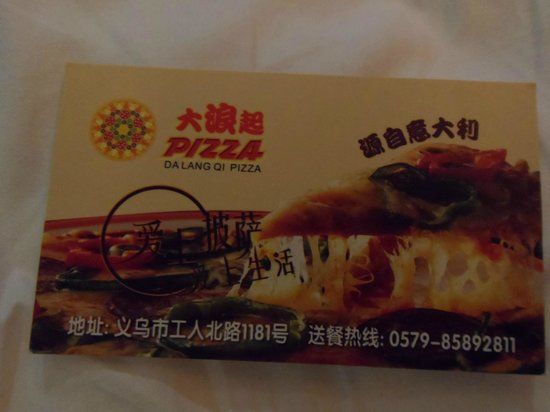 大浪起
PIZZA
DA LANG QI PIZZA
源自意大利
爱上披萨
爱上生活
地址: 义乌市工人北路1181号 送餐热线: 0579-85892811